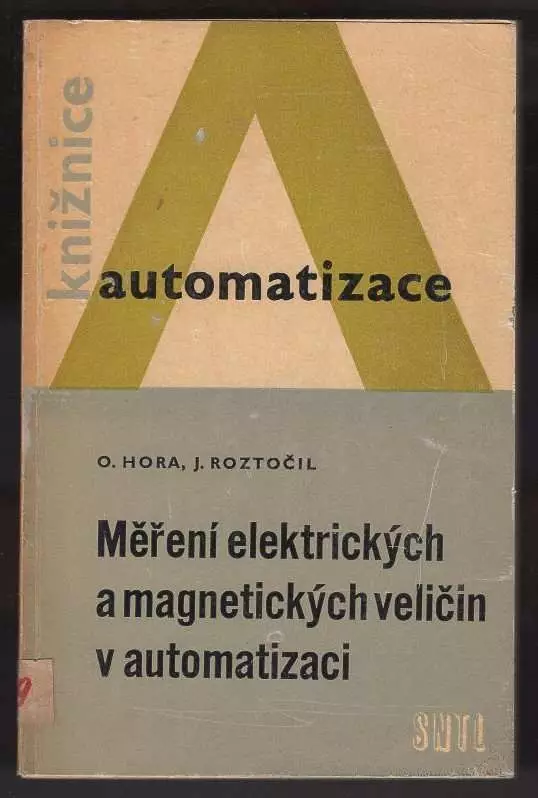 knižnice
automatizace
O. HORA, J. ROZTOČIL
Měření elektrických
a magnetických veličin
v automatizaci
SNTL